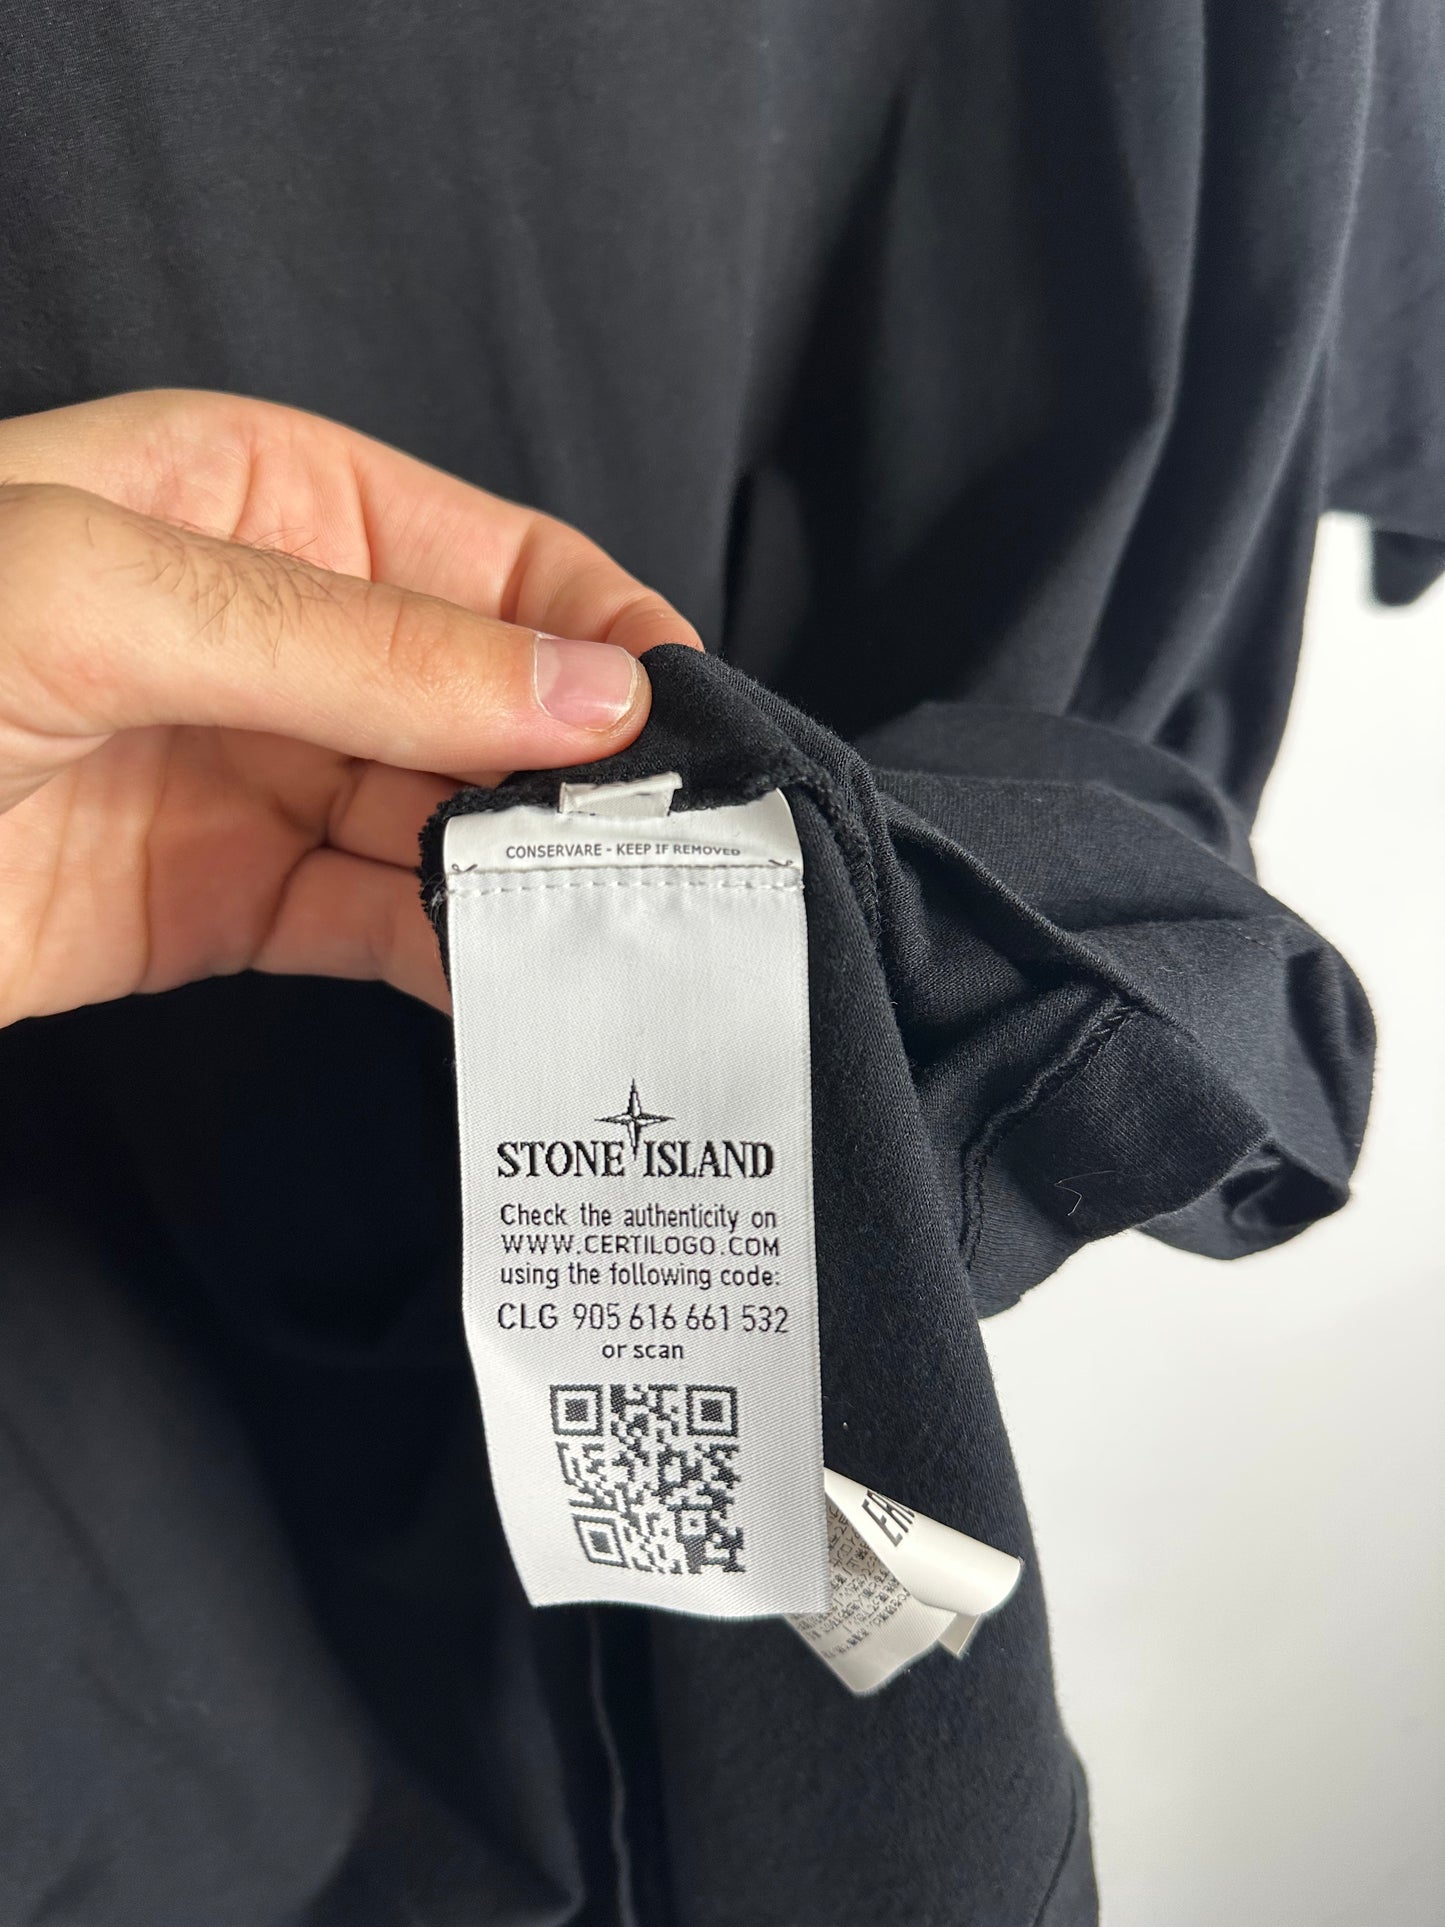 CONSERVARE - KEEP IF REMOVED
STONE ISLAND
Check the authenticity on
WWW.CERTILOGO.COM
using the following code:
CLG 905 616 661 532
or scan